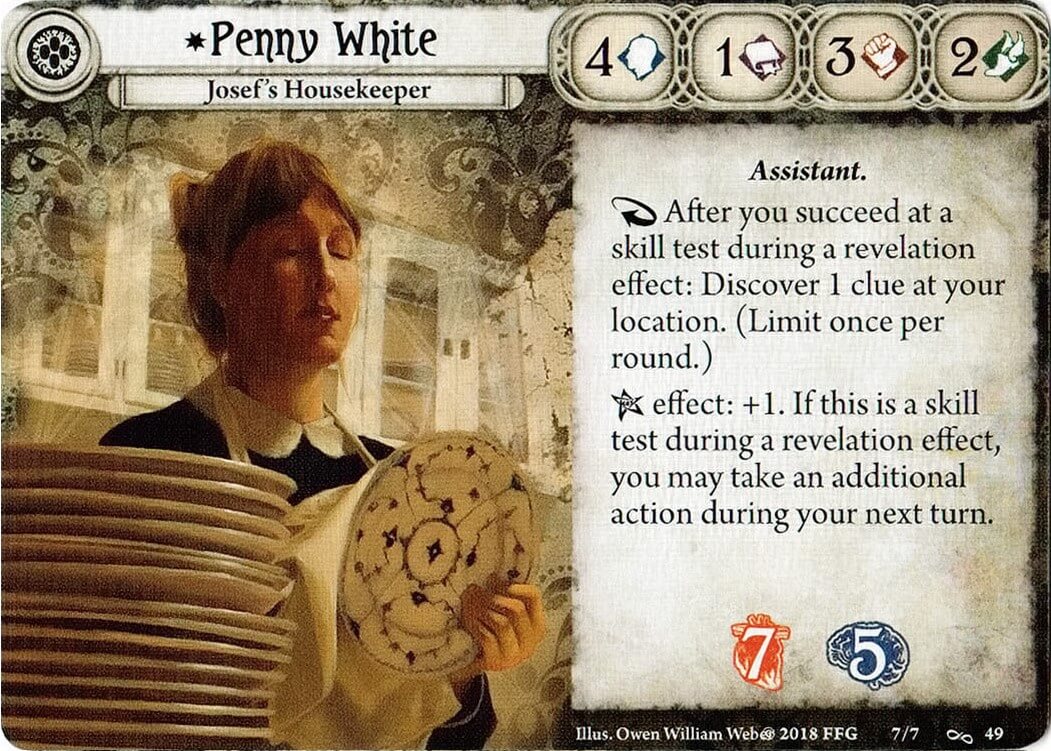 Penny White
Josef's Housekeeper
4 1 3 2
Assistant.
After you succeed at a
skill test during a revelation
effect: Discover 1 clue at your
location. (Limit once per
round.)
effect: +1. If this is a skill
test during a revelation effect,
you may take an additional
action during your next turn.
7 5
Illus. Owen William Weber © 2018 FFG 7/7 49